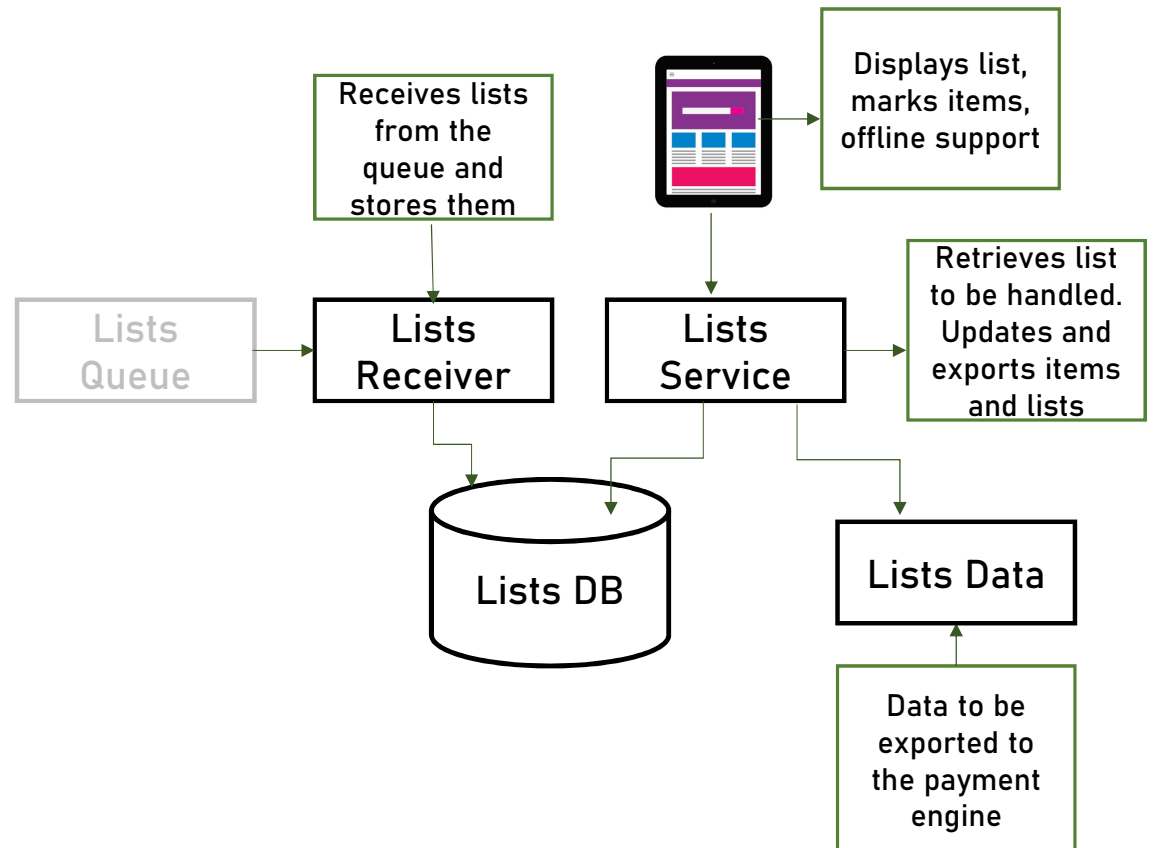 Displays list,
marks items,
offline support
Receives lists
from the
queue and
stores them
Retrieves list
to be handled.
Updates and
exports items
and lists
Lists
Queue
Lists
Receiver
Lists
Service
Lists DB
Lists Data
Data to be
exported to
the payment
engine